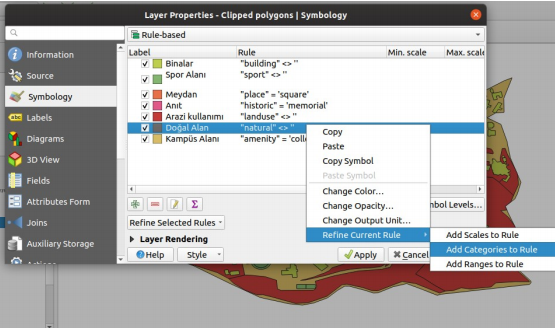 Layer Properties - Clipped polygons | Symbology
Information
Source
Symbology
Labels
Diagrams
3D View
Fields
Attributes Form
Joins
Auxiliary Storage
Actions
Rule-based
Label Rule Min. scale Max. scale
Binalar "building" <> ''
Spor Alanı "sport" <> ''
Meydan "place" = 'square'
Anıt "historic" = 'memorial'
Arazi kullanımı "landuse" <> ''
Doğal Alan "natural" <> ''
Kampüs Alanı "amenity" = 'colle
Copy
Paste
Copy Symbol
Paste Symbol
Change Color...
Change Opacity...
Change Output Unit...
Refine Current Rule
Add Scales to Rule
Add Categories to Rule
Add Ranges to Rule
nbol Levels...
Refine Selected Rules
Layer Rendering
Help Style Apply Cancel